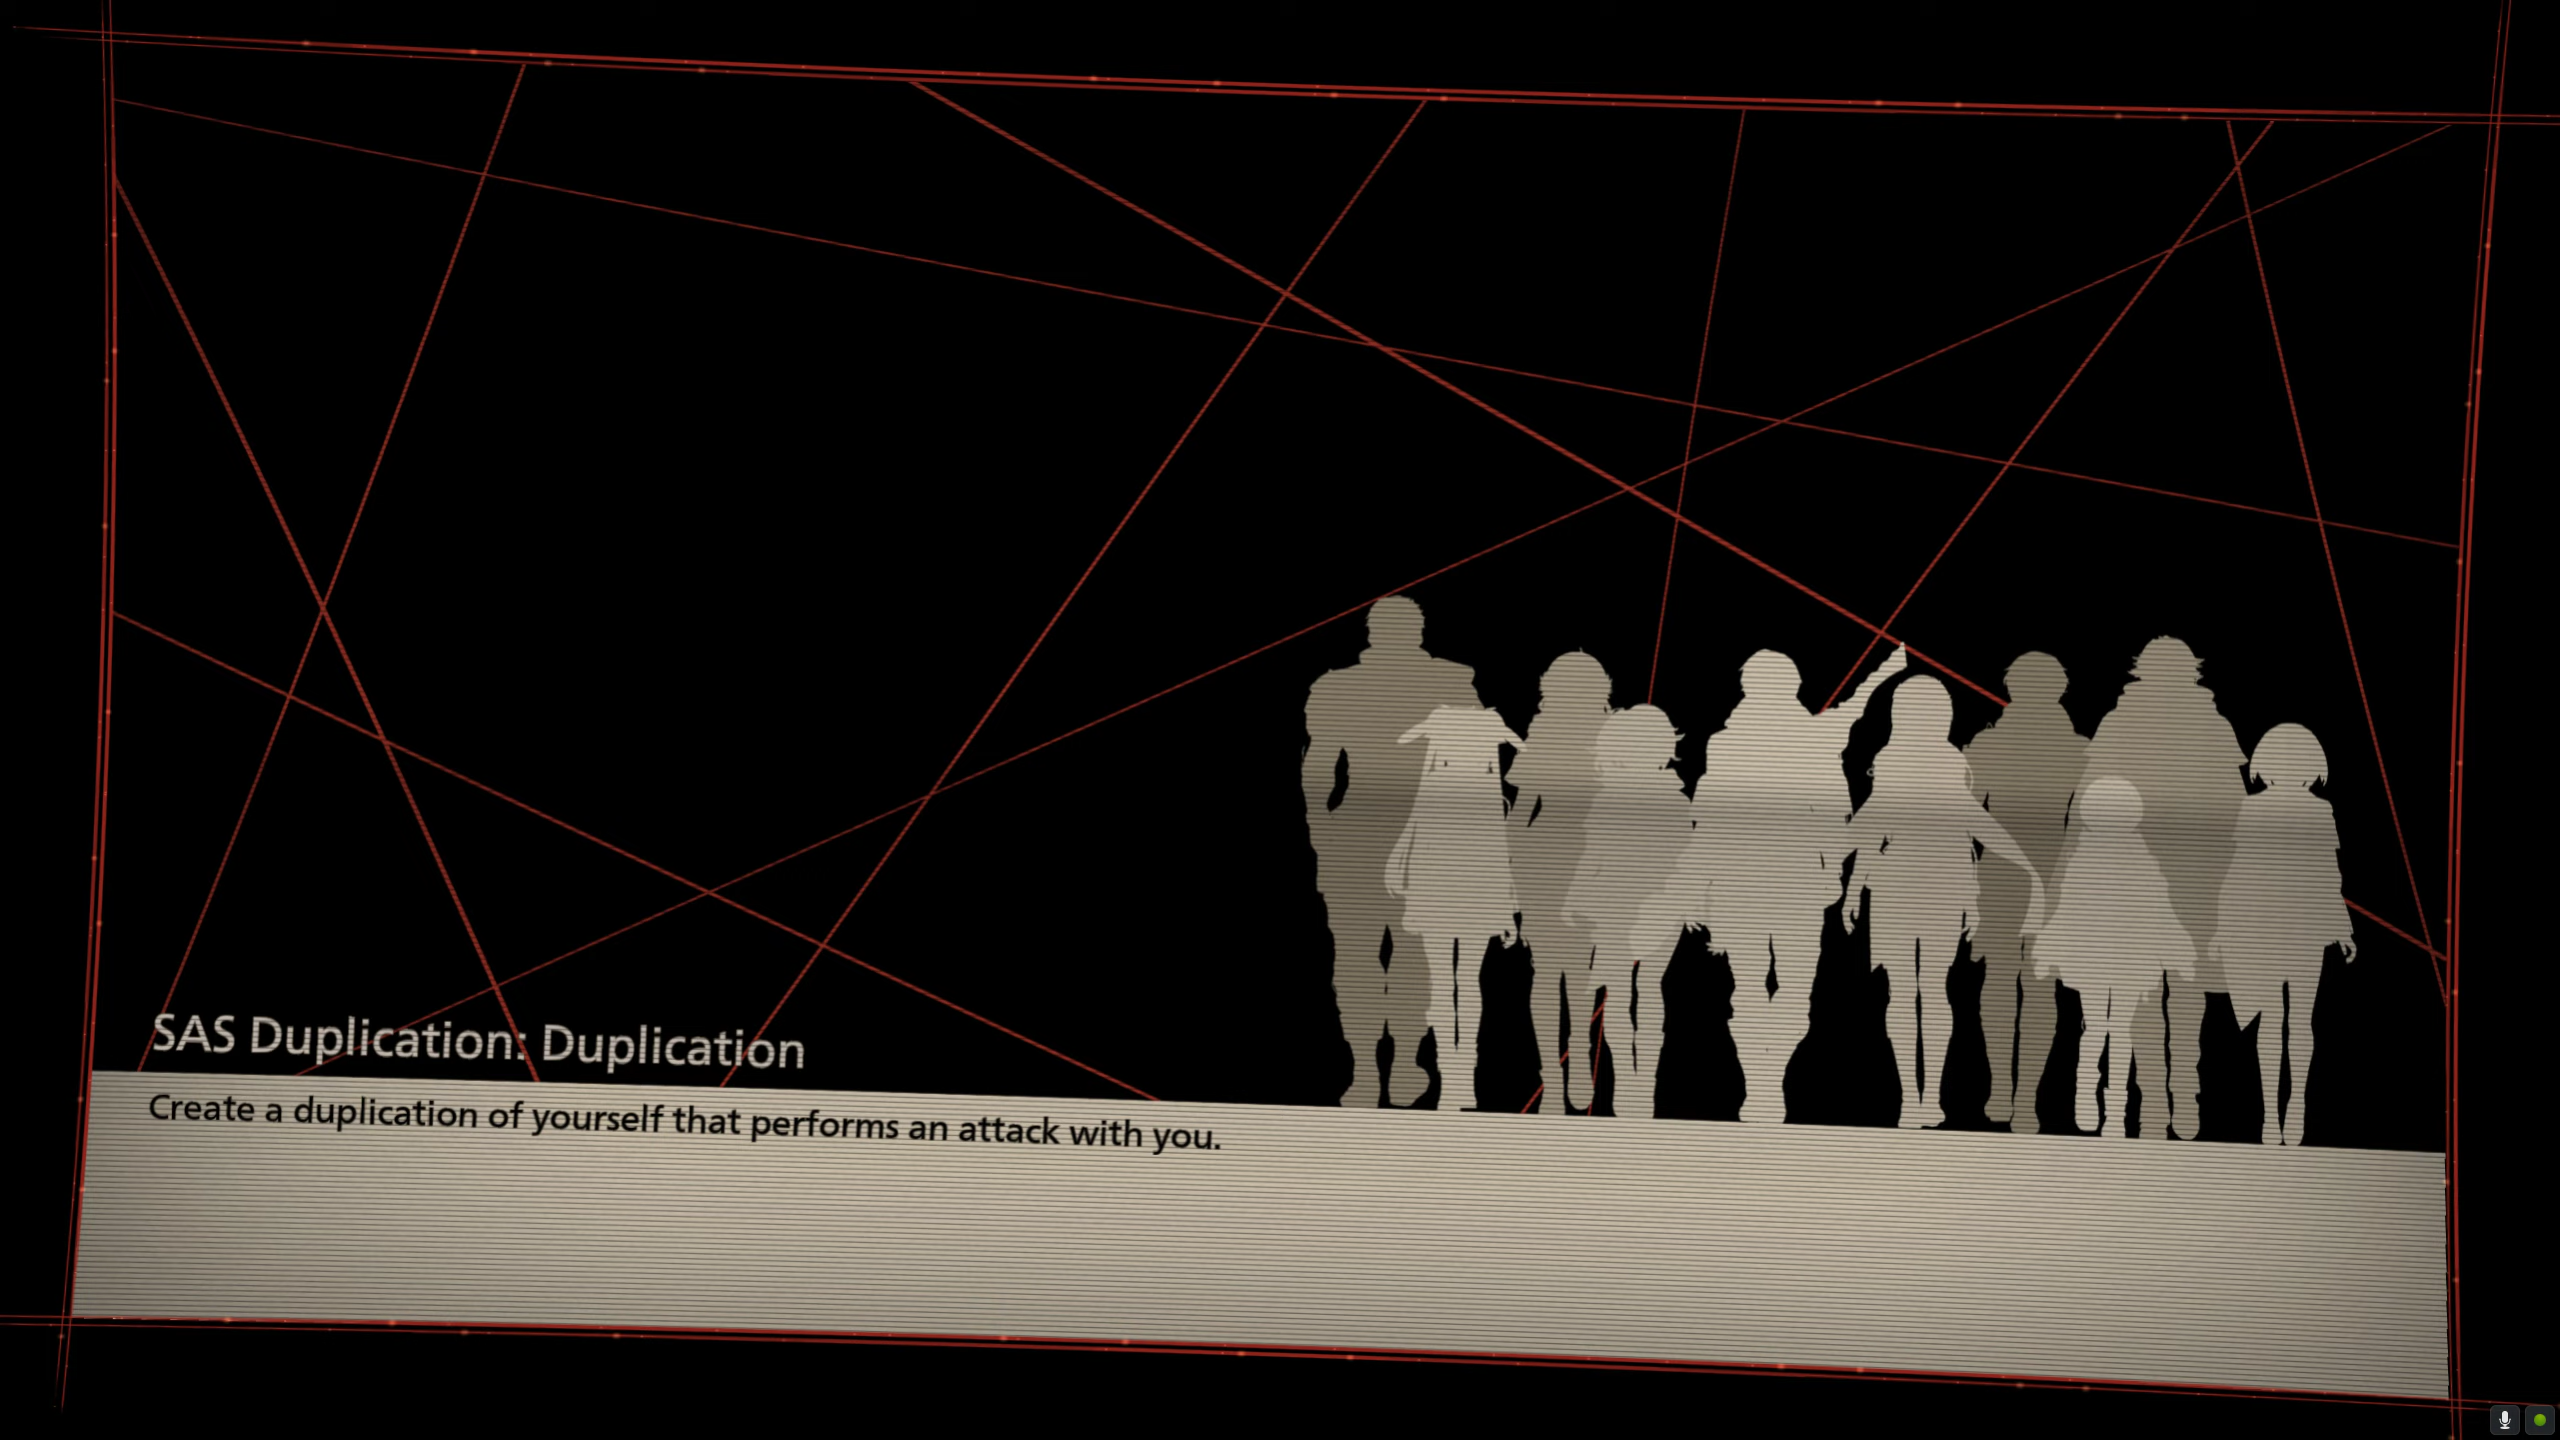 SAS Duplication: Duplication
Create a duplication of yourself that performs an attack with you.